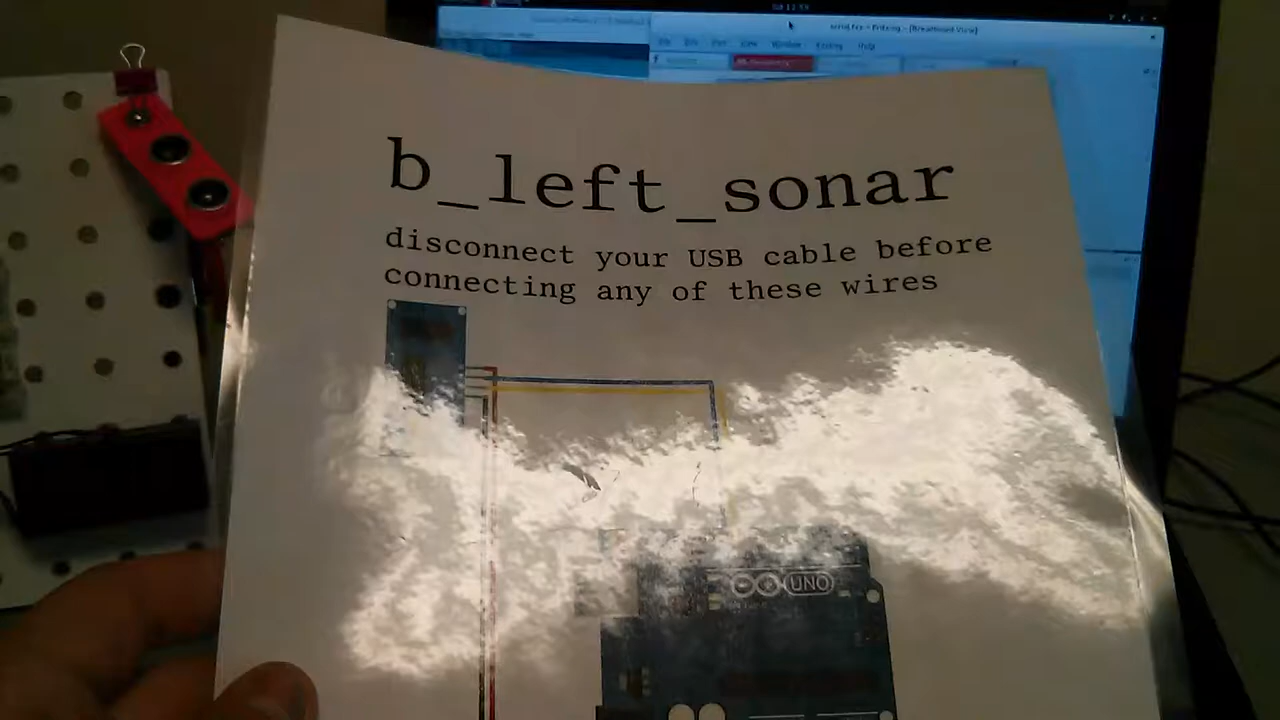 b_left_sonar
disconnect your USB cable before
connecting any of these wires
UNO